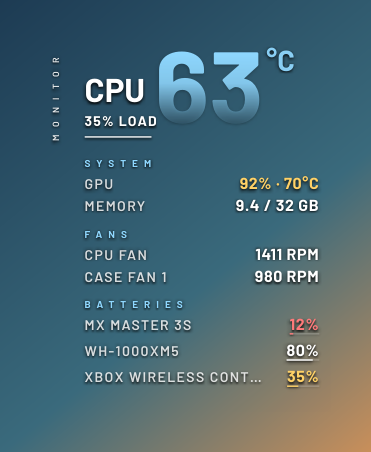 MONITOR
CPU 63°C
35% LOAD
SYSTEM
GPU 92% · 70°C
MEMORY 9.4 / 32 GB
FANS
CPU FAN 1411 RPM
CASE FAN 1 980 RPM
BATTERIES
MX MASTER 3S 12%
WH-1000XM5 80%
XBOX WIRELESS CONT... 35%